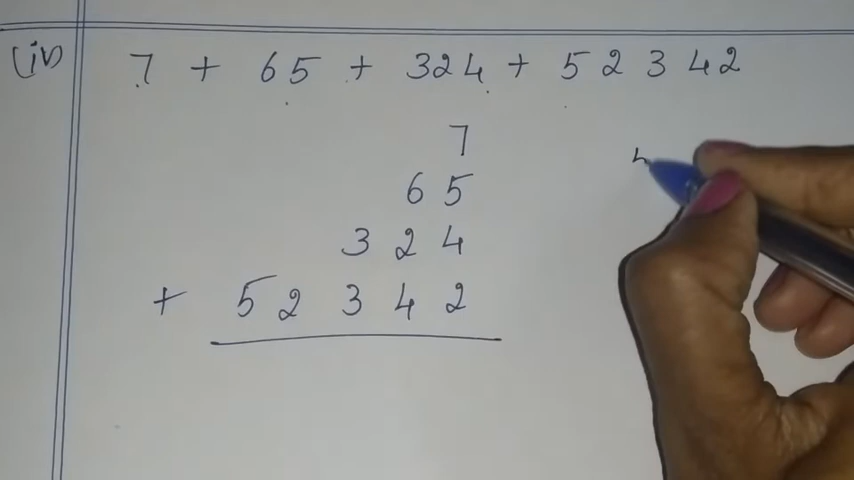 (iv) 7 + 65 + 324 + 52342
7
65
324
+ 52342